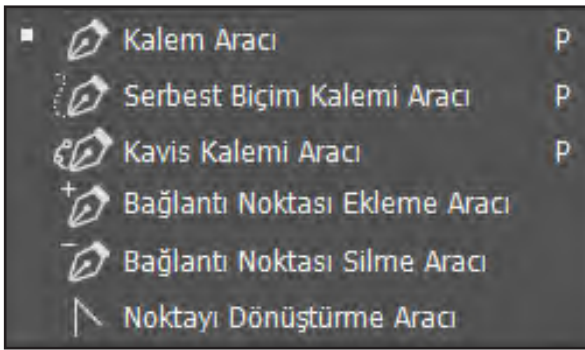 Kalem Aracı P
Serbest Biçim Kalemi Aracı P
Kavis Kalemi Aracı P
Bağlantı Noktası Ekleme Aracı
Bağlantı Noktası Silme Aracı
Noktayı Dönüştürme Aracı